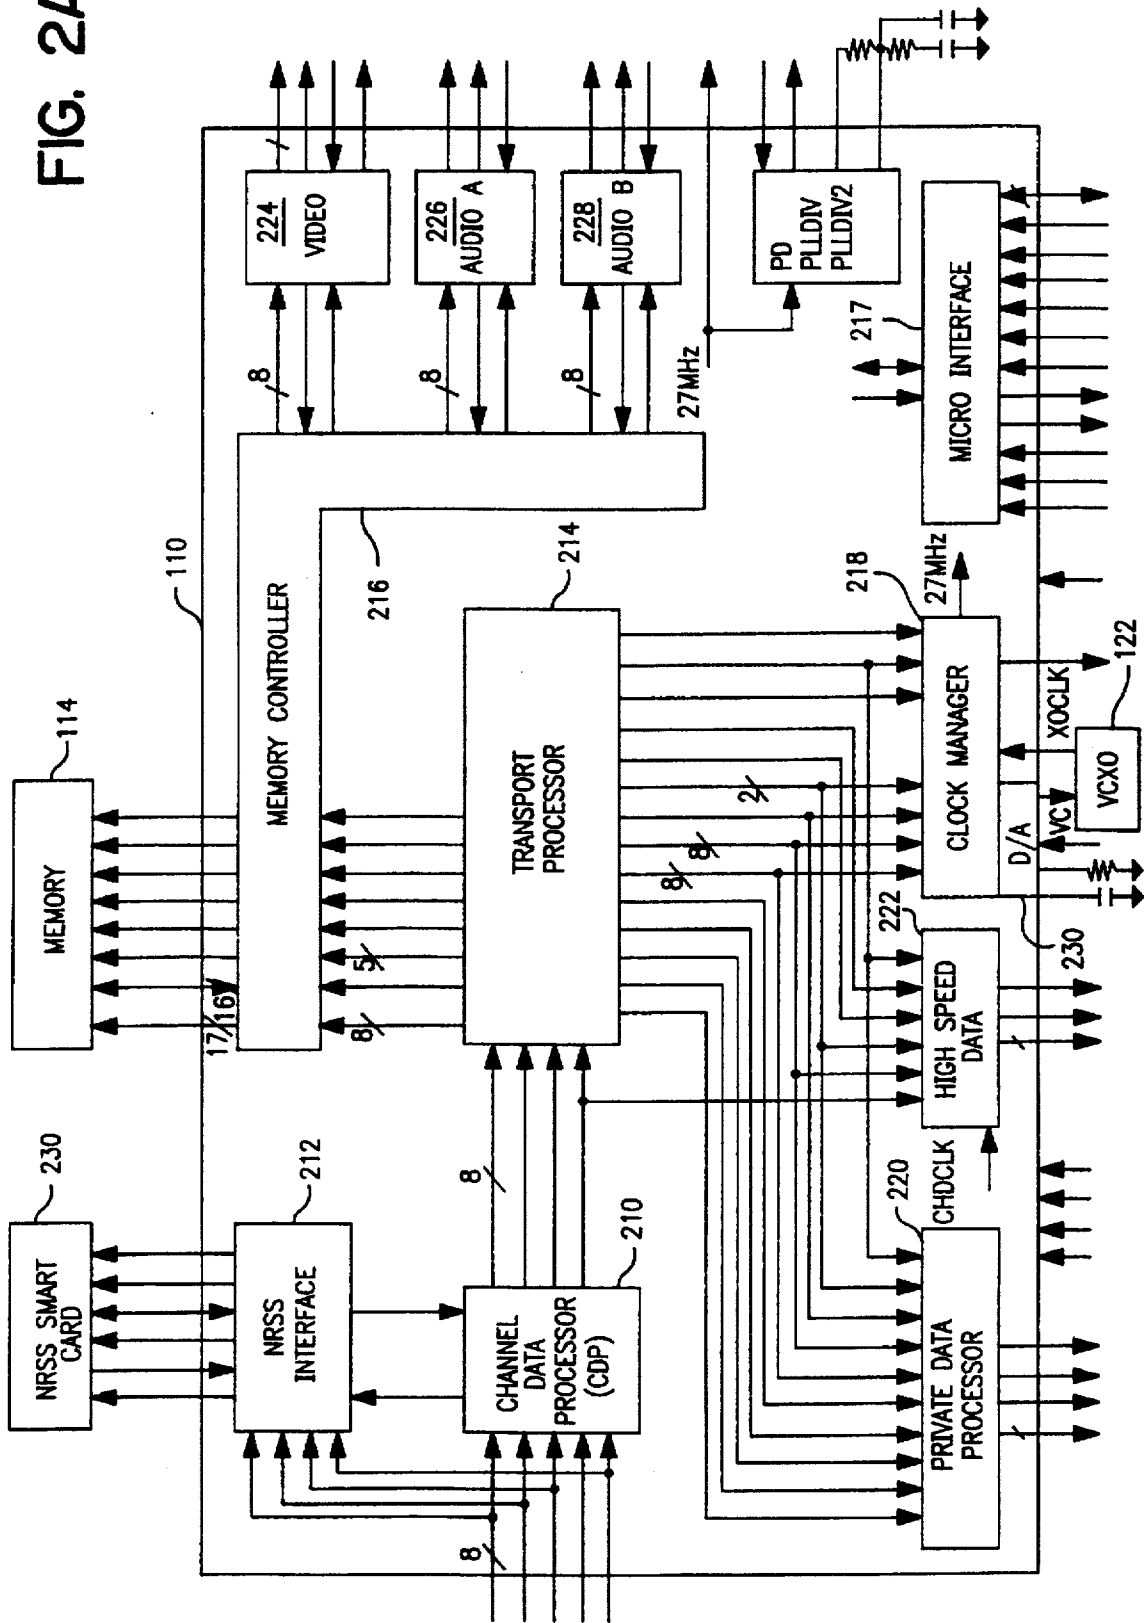 FIG. 2A
NRSS SMART
CARD
230
MEMORY
114
110
NRSS
INTERFACE
212
17
16
MEMORY CONTROLLER
216
8
5
8
CHANNEL
DATA
PROCESSOR
(CDP)
210
8
TRANSPORT
PROCESSOR
214
8
8
2
8
224
VIDEO
8
226
AUDIO A
8
228
AUDIO B
27MHz
PD
PLLDIV
PLLDIV2
PRIVATE DATA
PROCESSOR
220
CHDCLK
HIGH SPEED
DATA
222
CLOCK MANAGER
218
27MHz
MICRO INTERFACE
217
230
D/A
VC
XOCLK
VCXO
122